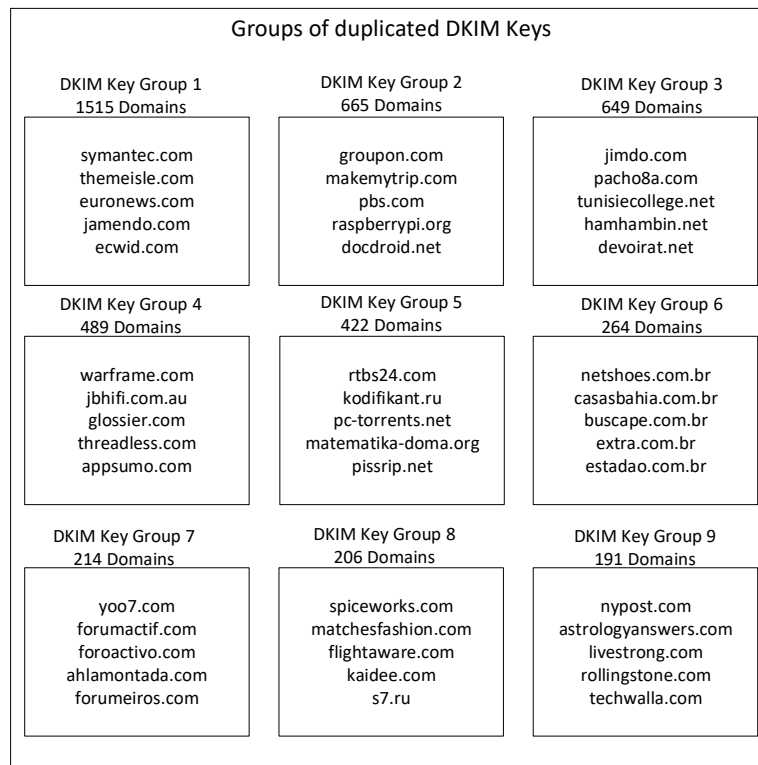 Groups of duplicated DKIM Keys
DKIM Key Group 1
1515 Domains
symantec.com
themeisle.com
euronews.com
jamendo.com
ecwid.com
DKIM Key Group 2
665 Domains
groupon.com
makemytrip.com
pbs.com
raspberrypi.org
docdroid.net
DKIM Key Group 3
649 Domains
jimdo.com
pacho8a.com
tunisiecollege.net
hamhambin.net
devoirat.net
DKIM Key Group 4
489 Domains
warframe.com
jbhifi.com.au
glossier.com
threadless.com
appsumo.com
DKIM Key Group 5
422 Domains
rtbs24.com
kodifikant.ru
pc-torrents.net
matematika-doma.org
pissrip.net
DKIM Key Group 6
264 Domains
netshoes.com.br
casasbahia.com.br
buscape.com.br
extra.com.br
estadao.com.br
DKIM Key Group 7
214 Domains
yoo7.com
forumactif.com
foroactivo.com
ahlamontada.com
forumeiros.com
DKIM Key Group 8
206 Domains
spiceworks.com
matchesfashion.com
flightaware.com
kaidee.com
s7.ru
DKIM Key Group 9
191 Domains
nypost.com
astrologyanswers.com
livestrong.com
rollingstone.com
techwalla.com